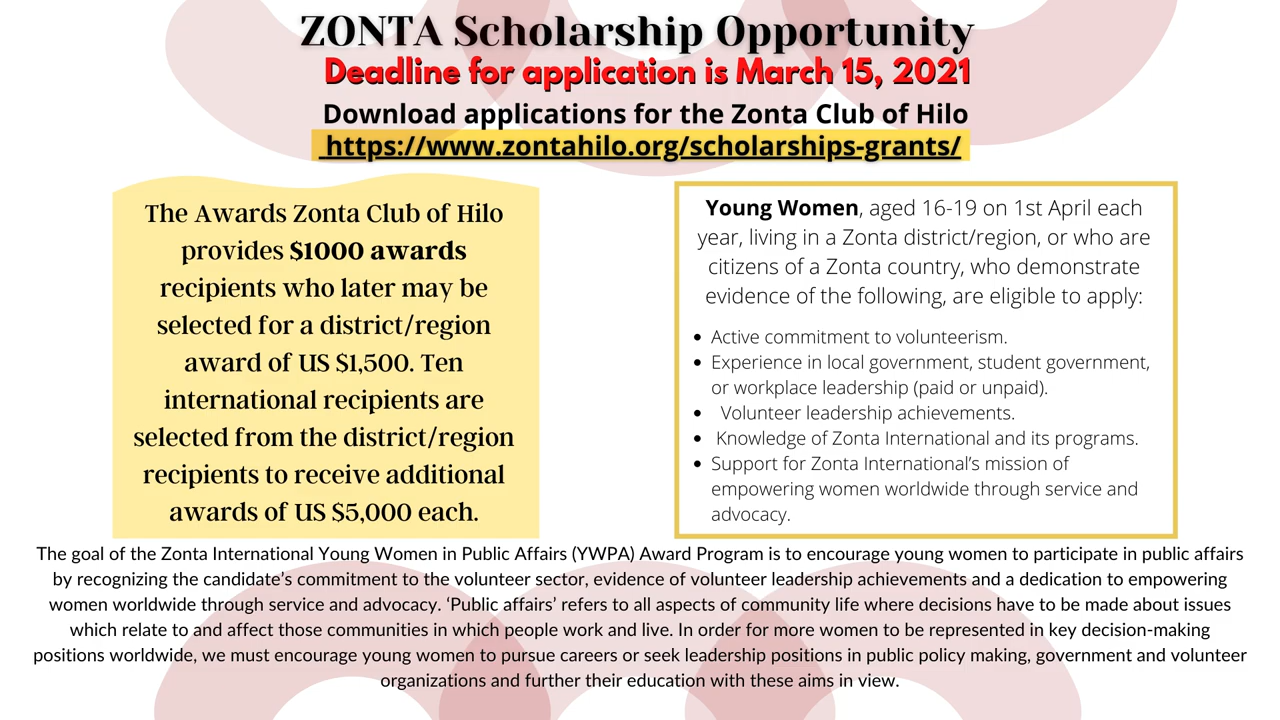 ZONTA Scholarship Opportunity
Deadline for application is March 15, 2021
Download applications for the Zonta Club of Hilo
https://www.zontahilo.org/scholarships-grants/
The Awards Zonta Club of Hilo
provides $1000 awards
recipients who later may be
selected for a district/region
award of US $1,500. Ten
international recipients are
selected from the district/region
recipients to receive additional
awards of US $5,000 each.
Young Women, aged 16-19 on 1st April each
year, living in a Zonta district/region, or who are
citizens of a Zonta country, who demonstrate
evidence of the following, are eligible to apply:
• Active commitment to volunteerism.
• Experience in local government, student government,
or workplace leadership (paid or unpaid).
• Volunteer leadership achievements.
• Knowledge of Zonta International and its programs.
• Support for Zonta International’s mission of
empowering women worldwide through service and
advocacy.
The goal of the Zonta International Young Women in Public Affairs (YWPA) Award Program is to encourage young women to participate in public affairs
by recognizing the candidate’s commitment to the volunteer sector, evidence of volunteer leadership achievements and a dedication to empowering
women worldwide through service and advocacy. ‘Public affairs’ refers to all aspects of community life where decisions have to be made about issues
which relate to and affect those communities in which people work and live. In order for more women to be represented in key decision-making
positions worldwide, we must encourage young women to pursue careers or seek leadership positions in public policy making, government and volunteer
organizations and further their education with these aims in view.